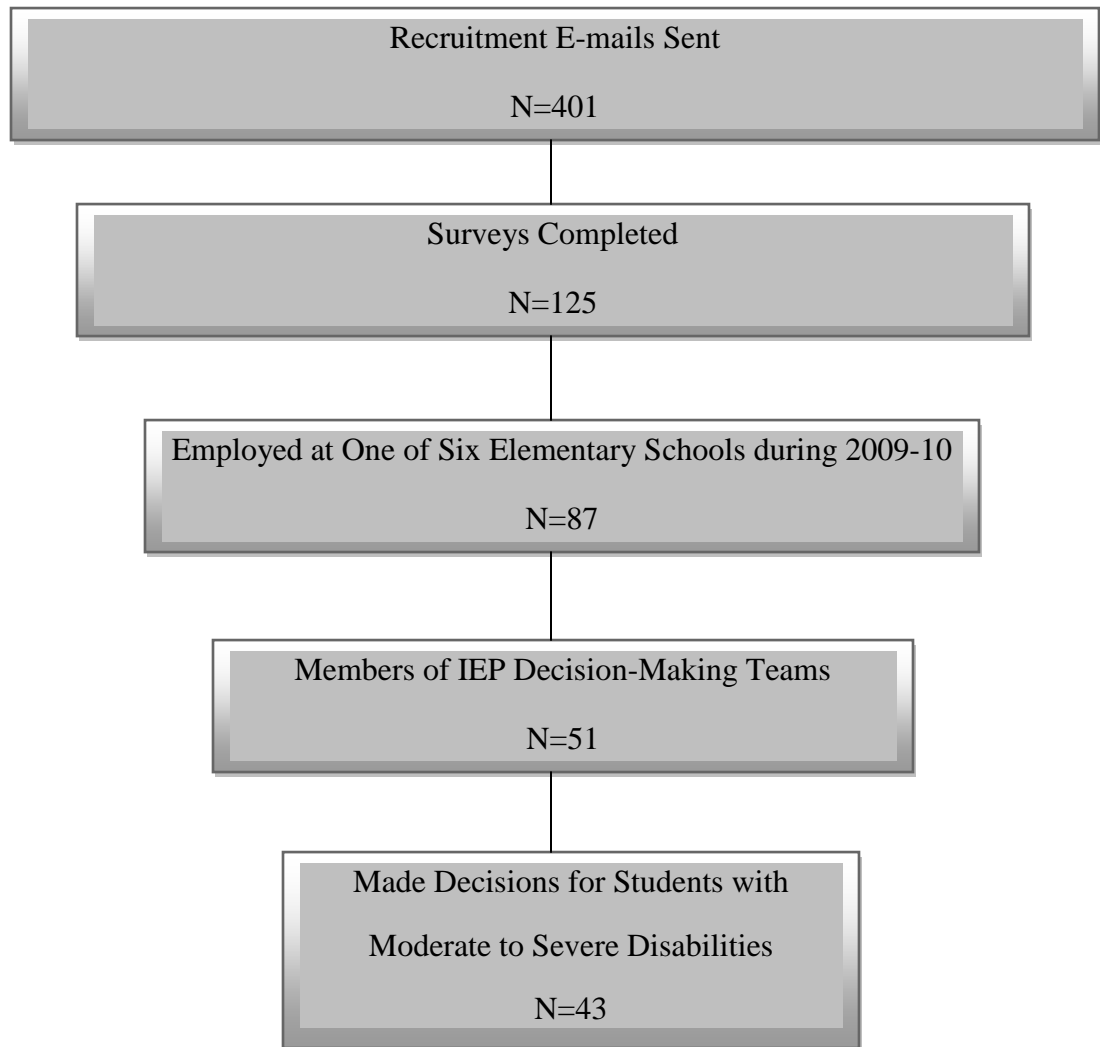 Recruitment E-mails Sent
N=401
Surveys Completed
N=125
Employed at One of Six Elementary Schools during 2009-10
N=87
Members of IEP Decision-Making Teams
N=51
Made Decisions for Students with
Moderate to Severe Disabilities
N=43